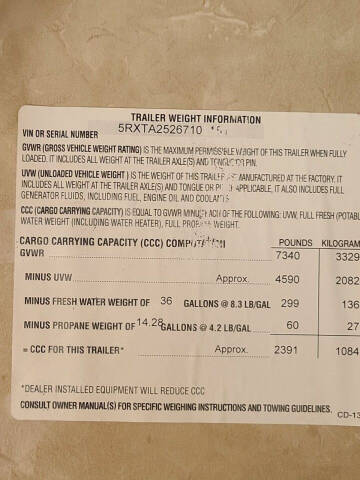 TRAILER WEIGHT INFORMATION
VIN OR SERIAL NUMBER 5RXTA2526710
GVWR (GROSS VEHICLE WEIGHT RATING) IS THE MAXIMUM PERMISSIBLE WEIGHT OF THIS TRAILER WHEN FULLY
LOADED. IT INCLUDES ALL WEIGHT AT THE TRAILER AXLE(S) AND TONGUE OR PIN.
UVW (UNLOADED VEHICLE WEIGHT ) IS THE WEIGHT OF THIS TRAILER MANUFACTURED AT THE FACTORY. IT
INCLUDES ALL WEIGHT AT THE TRAILER AXLE(S) AND TONGUE OR APPLICABLE, IT ALSO INCLUDES FULL
GENERATOR FLUIDS, INCLUDING FUEL, ENGINE OIL AND COOLANTS
CCC (CARGO CARRYING CAPACITY) IS EQUAL TO GVWR MINUS EACH OF THE FOLLOWING: UVW, FULL FRESH (POTAB
WATER WEIGHT (INCLUDING WATER HEATER), FULL PROPANE WEIGHT.
CARGO CARRYING CAPACITY (CCC) COMPUTATION POUNDS KILOGRAM
GVWR 7340 3329
MINUS UVW Approx. 4590 2082
MINUS FRESH WATER WEIGHT OF 36 GALLONS @ 8.3 LB/GAL 299 136
MINUS PROPANE WEIGHT OF 14.28 GALLONS @ 4.2 LB/GAL 60 27
= CCC FOR THIS TRAILER* Approx. 2391 1084
*DEALER INSTALLED EQUIPMENT WILL REDUCE CCC
CONSULT OWNER MANUAL(S) FOR SPECIFIC WEIGHING INSTRUCTIONS AND TOWING GUIDELINES.
CD-13